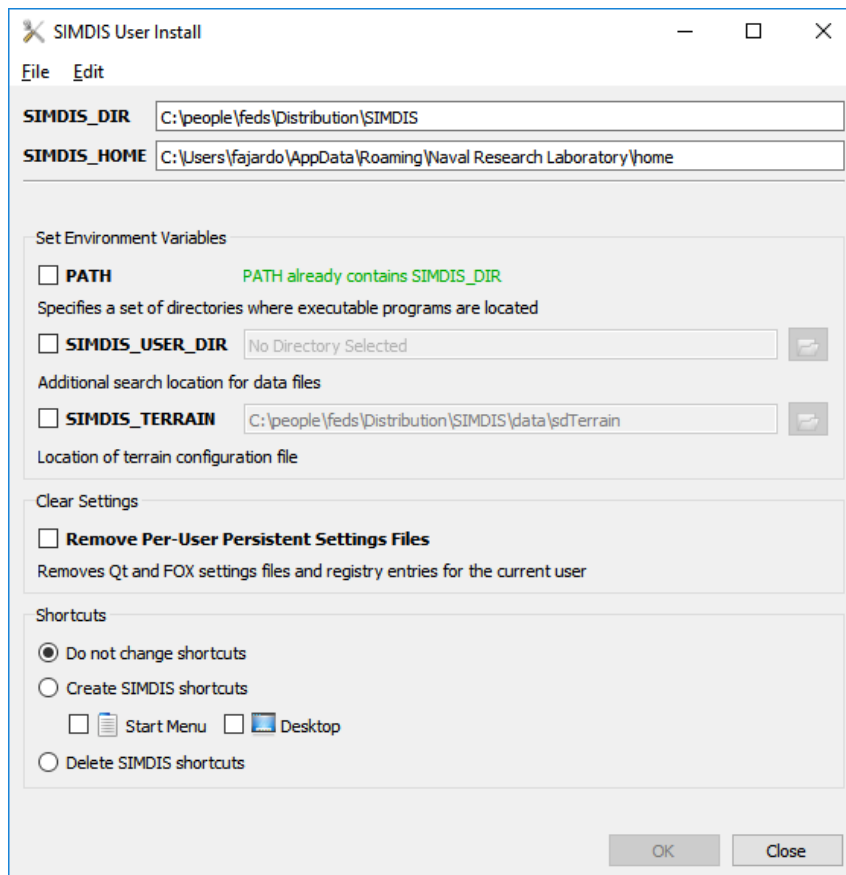 SIMDIS User Install
File Edit
SIMDIS_DIR C:\people\feds\Distribution\SIMDIS
SIMDIS_HOME C:\Users\fajardo\AppData\Roaming\Naval Research Laboratory\home
Set Environment Variables
PATH PATH already contains SIMDIS_DIR
Specifies a set of directories where executable programs are located
SIMDIS_USER_DIR No Directory Selected
Additional search location for data files
SIMDIS_TERRAIN C:\people\feds\Distribution\SIMDIS\data\sdTerrain
Location of terrain configuration file
Clear Settings
Remove Per-User Persistent Settings Files
Removes Qt and FOX settings files and registry entries for the current user
Shortcuts
Do not change shortcuts
Create SIMDIS shortcuts
Start Menu Desktop
Delete SIMDIS shortcuts
OK Close